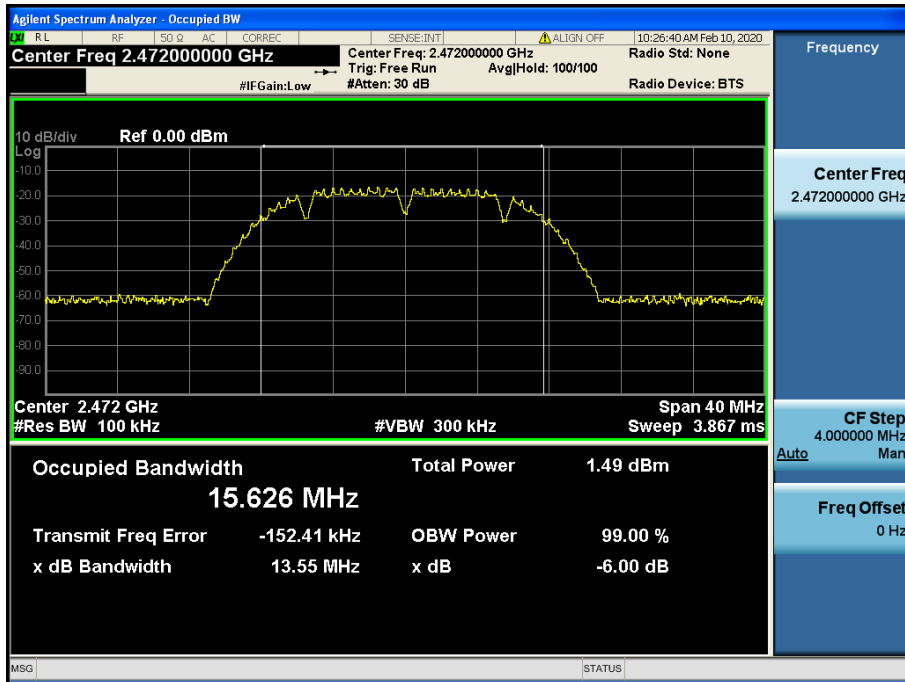 Agilent Spectrum Analyzer - Occupied BW
LXI RL RF 50 Ω AC CORREC SENSE:INT ALIGN OFF 10:26:40 AM Feb 10, 2020
Center Freq 2.472000000 GHz
Center Freq: 2.472000000 GHz
Radio Std: None
Trig: Free Run Avg|Hold: 100/100
#IFGain:Low
#Atten: 30 dB
Radio Device: BTS
10 dB/div Ref 0.00 dBm
Log
-10.0
-20.0
-30.0
-40.0
-50.0
-60.0
-70.0
-80.0
-90.0
Center 2.472 GHz Span 40 MHz
#Res BW 100 kHz #VBW 300 kHz Sweep 3.867 ms
Occupied Bandwidth Total Power 1.49 dBm
15.626 MHz
Transmit Freq Error -152.41 kHz OBW Power 99.00 %
x dB Bandwidth 13.55 MHz x dB -6.00 dB
MSG STATUS
Frequency
Center Freq
2.472000000 GHz
CF Step
4.000000 MHz
Auto Man
Freq Offset
0 Hz